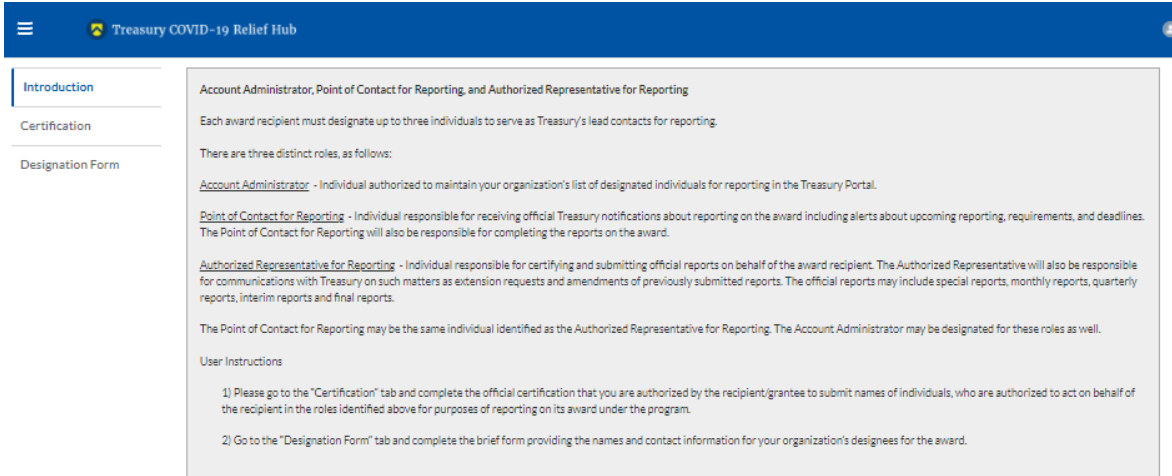 Treasury COVID-19 Relief Hub
Introduction
Certification
Designation Form
Account Administrator, Point of Contact for Reporting, and Authorized Representative for Reporting
Each award recipient must designate up to three individuals to serve as Treasury's lead contacts for reporting.
There are three distinct roles, as follows:
Account Administrator - Individual authorized to maintain your organization's list of designated individuals for reporting in the Treasury Portal.
Point of Contact for Reporting - Individual responsible for receiving official Treasury notifications about reporting on the award including alerts about upcoming reporting, requirements, and deadlines.
The Point of Contact for Reporting will also be responsible for completing the reports on the award.
Authorized Representative for Reporting - Individual responsible for certifying and submitting official reports on behalf of the award recipient. The Authorized Representative will also be responsible
for communications with Treasury on such matters as extension requests and amendments of previously submitted reports. The official reports may include special reports, monthly reports, quarterly
reports, interim reports and final reports.
The Point of Contact for Reporting may be the same individual identified as the Authorized Representative for Reporting. The Account Administrator may be designated for these roles as well.
User Instructions
1) Please go to the "Certification" tab and complete the official certification that you are authorized by the recipient/grantee to submit names of individuals, who are authorized to act on behalf of
the recipient in the roles identified above for purposes of reporting on its award under the program.
2) Go to the "Designation Form" tab and complete the brief form providing the names and contact information for your organization's designees for the award.